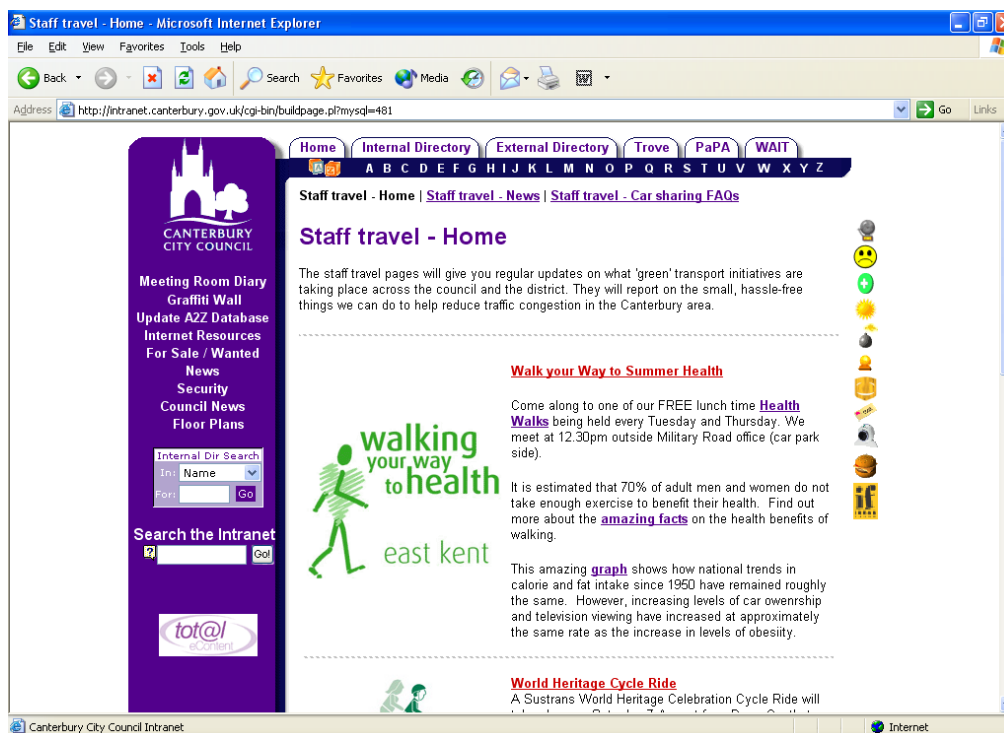 Staff travel - Home - Microsoft Internet Explorer
File Edit View Favorites Tools Help
Back Search Favorites Media
Address http://intranet.canterbury.gov.uk/cgi-bin/buildpage.pl?mysql=481 Go Links
Home Internal Directory External Directory Trove PaPA WAIT
A B C D E F G H I J K L M N O P Q R S T U V W X Y Z
Staff travel - Home | Staff travel - News | Staff travel - Car sharing FAQs
CANTERBURY
CITY COUNCIL
Meeting Room Diary
Graffiti Wall
Update A2Z Database
Internet Resources
For Sale / Wanted
News
Security
Council News
Floor Plans
Internal Dir Search
In: Name
For: Go
Search the Intranet
? Go!
tot@l
eContent
Staff travel - Home
The staff travel pages will give you regular updates on what 'green' transport initiatives are
taking place across the council and the district. They will report on the small, hassle-free
things we can do to help reduce traffic congestion in the Canterbury area.
walking
your way
to health
east kent
Walk your Way to Summer Health
Come along to one of our FREE lunch time Health
Walks being held every Tuesday and Thursday. We
meet at 12.30pm outside Military Road office (car park
side).
It is estimated that 70% of adult men and women do not
take enough exercise to benefit their health. Find out
more about the amazing facts on the health benefits of
walking.
This amazing graph shows how national trends in
calorie and fat intake since 1950 have remained roughly
the same. However, increasing levels of car owenrship
and television viewing have increased at approximately
the same rate as the increase in levels of obesiity.
World Heritage Cycle Ride
A Sustrans World Heritage Celebration Cycle Ride will
if
Canterbury City Council Intranet Internet